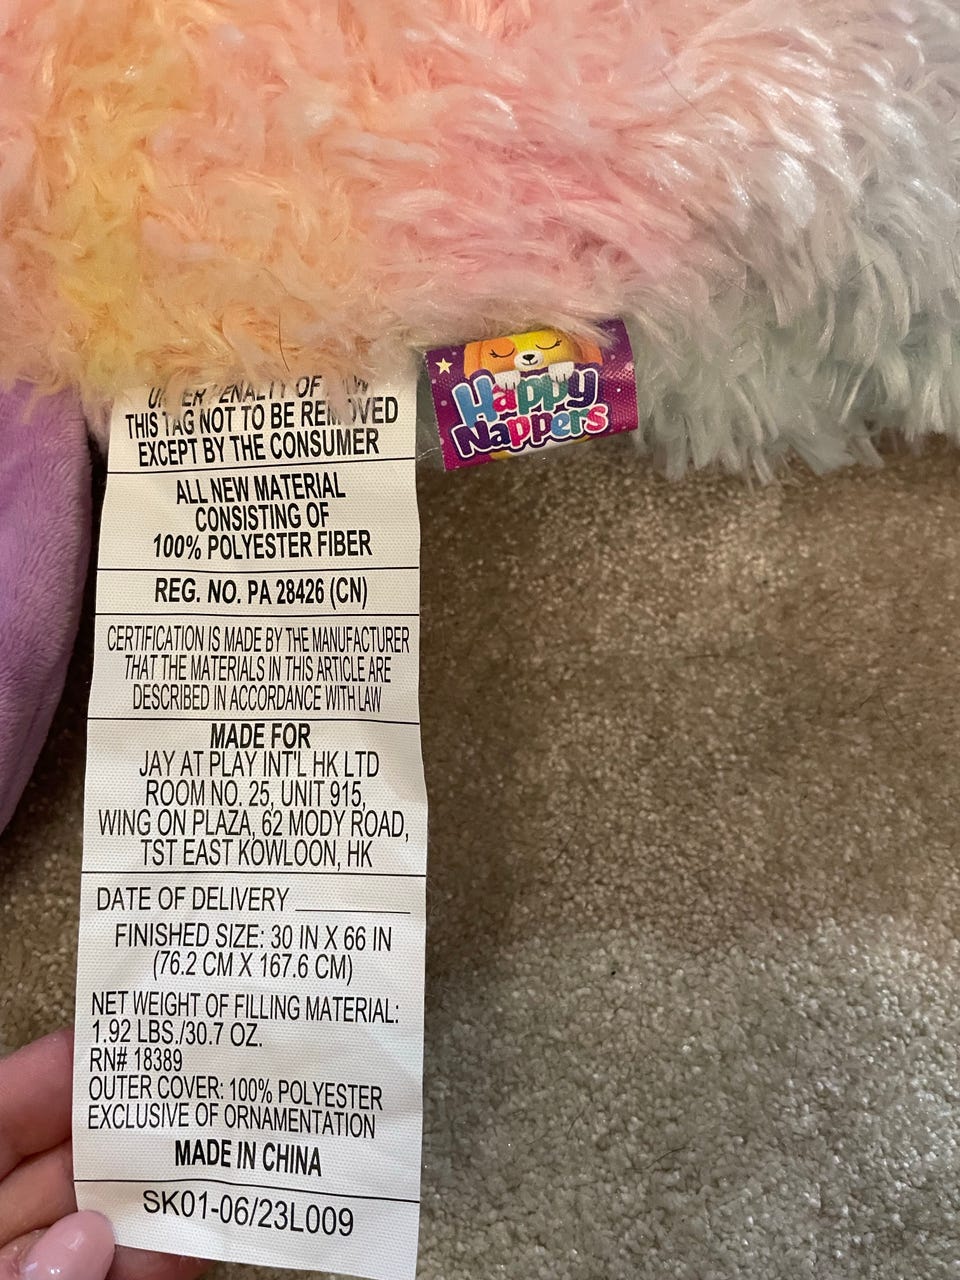 UNDER PENALTY OF LAW
THIS TAG NOT TO BE REMOVED
EXCEPT BY THE CONSUMER
ALL NEW MATERIAL
CONSISTING OF
100% POLYESTER FIBER
REG. NO. PA 28426 (CN)
CERTIFICATION IS MADE BY THE MANUFACTURER
THAT THE MATERIALS IN THIS ARTICLE ARE
DESCRIBED IN ACCORDANCE WITH LAW
MADE FOR
JAY AT PLAY INT'L HK LTD
ROOM NO. 25, UNIT 915,
WING ON PLAZA, 62 MODY ROAD,
TST EAST KOWLOON, HK
DATE OF DELIVERY
FINISHED SIZE: 30 IN X 66 IN
(76.2 CM X 167.6 CM)
NET WEIGHT OF FILLING MATERIAL:
1.92 LBS./30.7 OZ.
RN# 18389
OUTER COVER: 100% POLYESTER
EXCLUSIVE OF ORNAMENTATION
MADE IN CHINA
SK01-06/23L009
Happy
Nappers